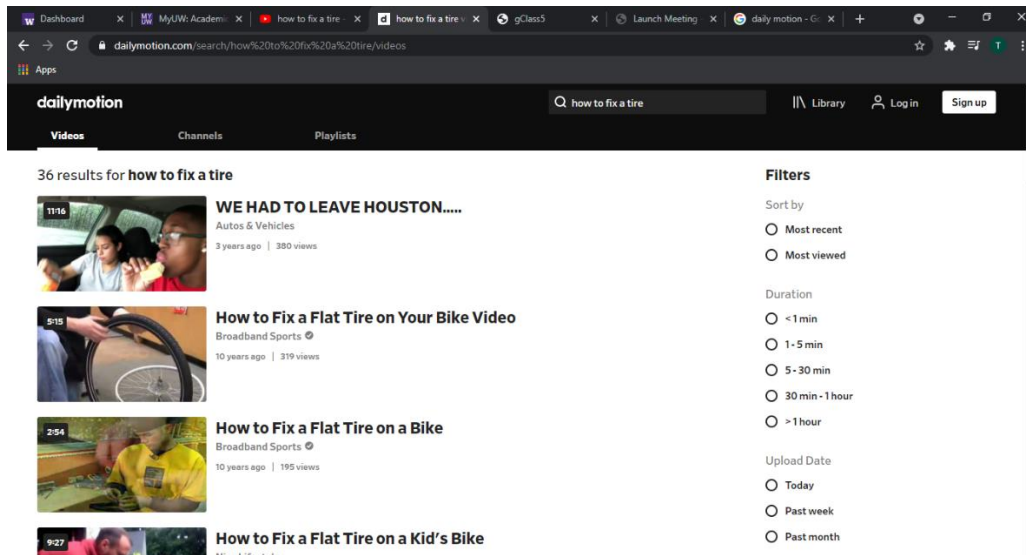 Dashboard
MyUW: Academi
how to fix a tire -
how to fix a tire v
gClass5
Launch Meeting -
daily motion - Go
dailymotion.com/search/how%20to%20fix%20a%20tire/videos
T
Apps
dailymotion
how to fix a tire
Library
Log in
Sign up
Videos
Channels
Playlists
36 results for how to fix a tire
11:16
WE HAD TO LEAVE HOUSTON.....
Autos & Vehicles
3 years ago | 380 views
5:15
How to Fix a Flat Tire on Your Bike Video
Broadband Sports
10 years ago | 319 views
2:54
How to Fix a Flat Tire on a Bike
Broadband Sports
10 years ago | 195 views
9:27
How to Fix a Flat Tire on a Kid's Bike
Filters
Sort by
Most recent
Most viewed
Duration
<1 min
1 - 5 min
5 - 30 min
30 min - 1 hour
>1 hour
Upload Date
Today
Past week
Past month